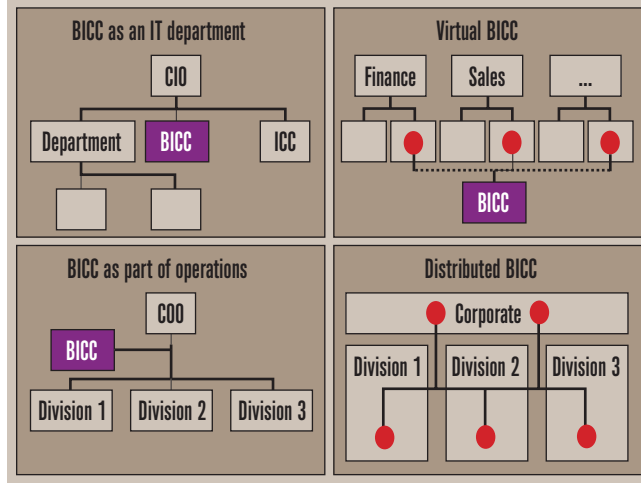 BICC as an IT department
CIO
Department
BICC
ICC
Virtual BICC
Finance
Sales
...
BICC
BICC as part of operations
COO
BICC
Division 1
Division 2
Division 3
Distributed BICC
Corporate
Division 1
Division 2
Division 3